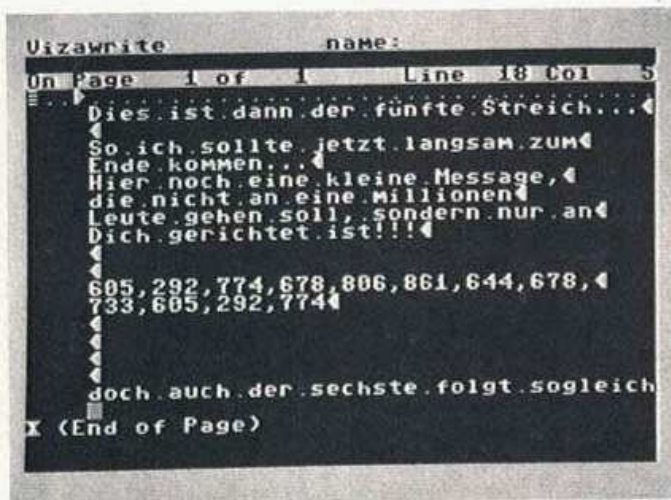 Vizawrite name:
On Page 1 of 1 Line 18 Col 5
Dies.ist.dann.der.fünfte.Streich...
So.ich.sollte.jetzt.langsam.zum
Ende.kommen...
Hier.noch.eine.kleine.Message,
die.nicht.an.eine.Millionen
Leute.gehen.soll,.sondern.nur.an
Dich.gerichtet.ist!!!
605,292,774,678,806,861,644,678,
733,605,292,774
doch.auch.der.sechste.folgt.sogleich
(End of Page)